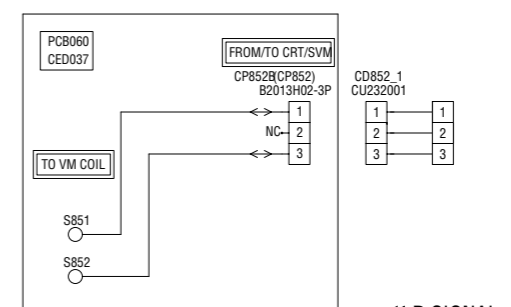 PCB060
CED037
FROM/TO CRT/SVM
CP852B(CP852)
B2013H02-3P
CD852_1
CU232001
1
1
1
NC
2
2
2
3
3
3
TO VM COIL
S851
S852